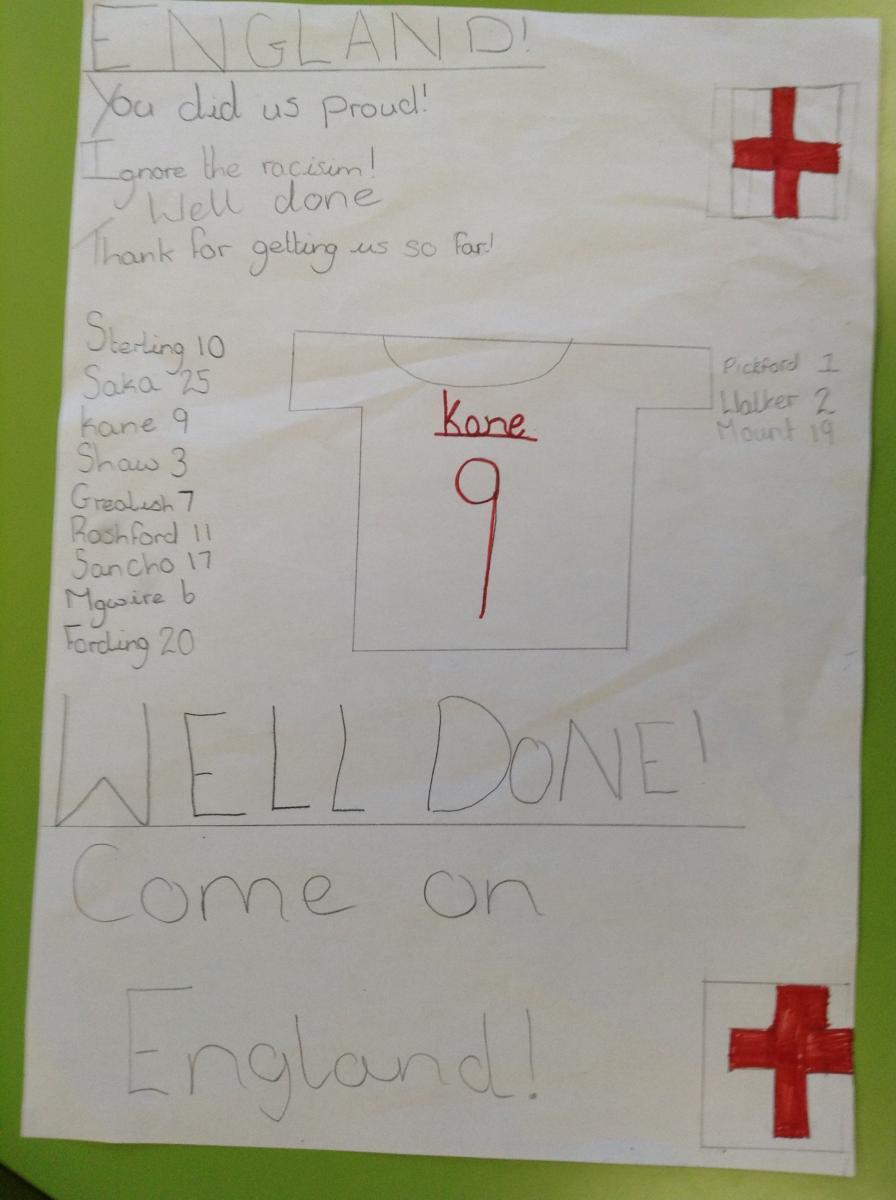 ENGLAND!
You did us proud!
Ignore the racisim!
Well done
Thank for getting us so far!
Sterling 10
Saka 25
Kane 9
Shaw 3
Grealish 7
Rashford 11
Sancho 17
Mgwire 6
Fording 20
Kane
9
Pickford 1
Walker 2
Mount 19
WELL DONE!
Come on
England!